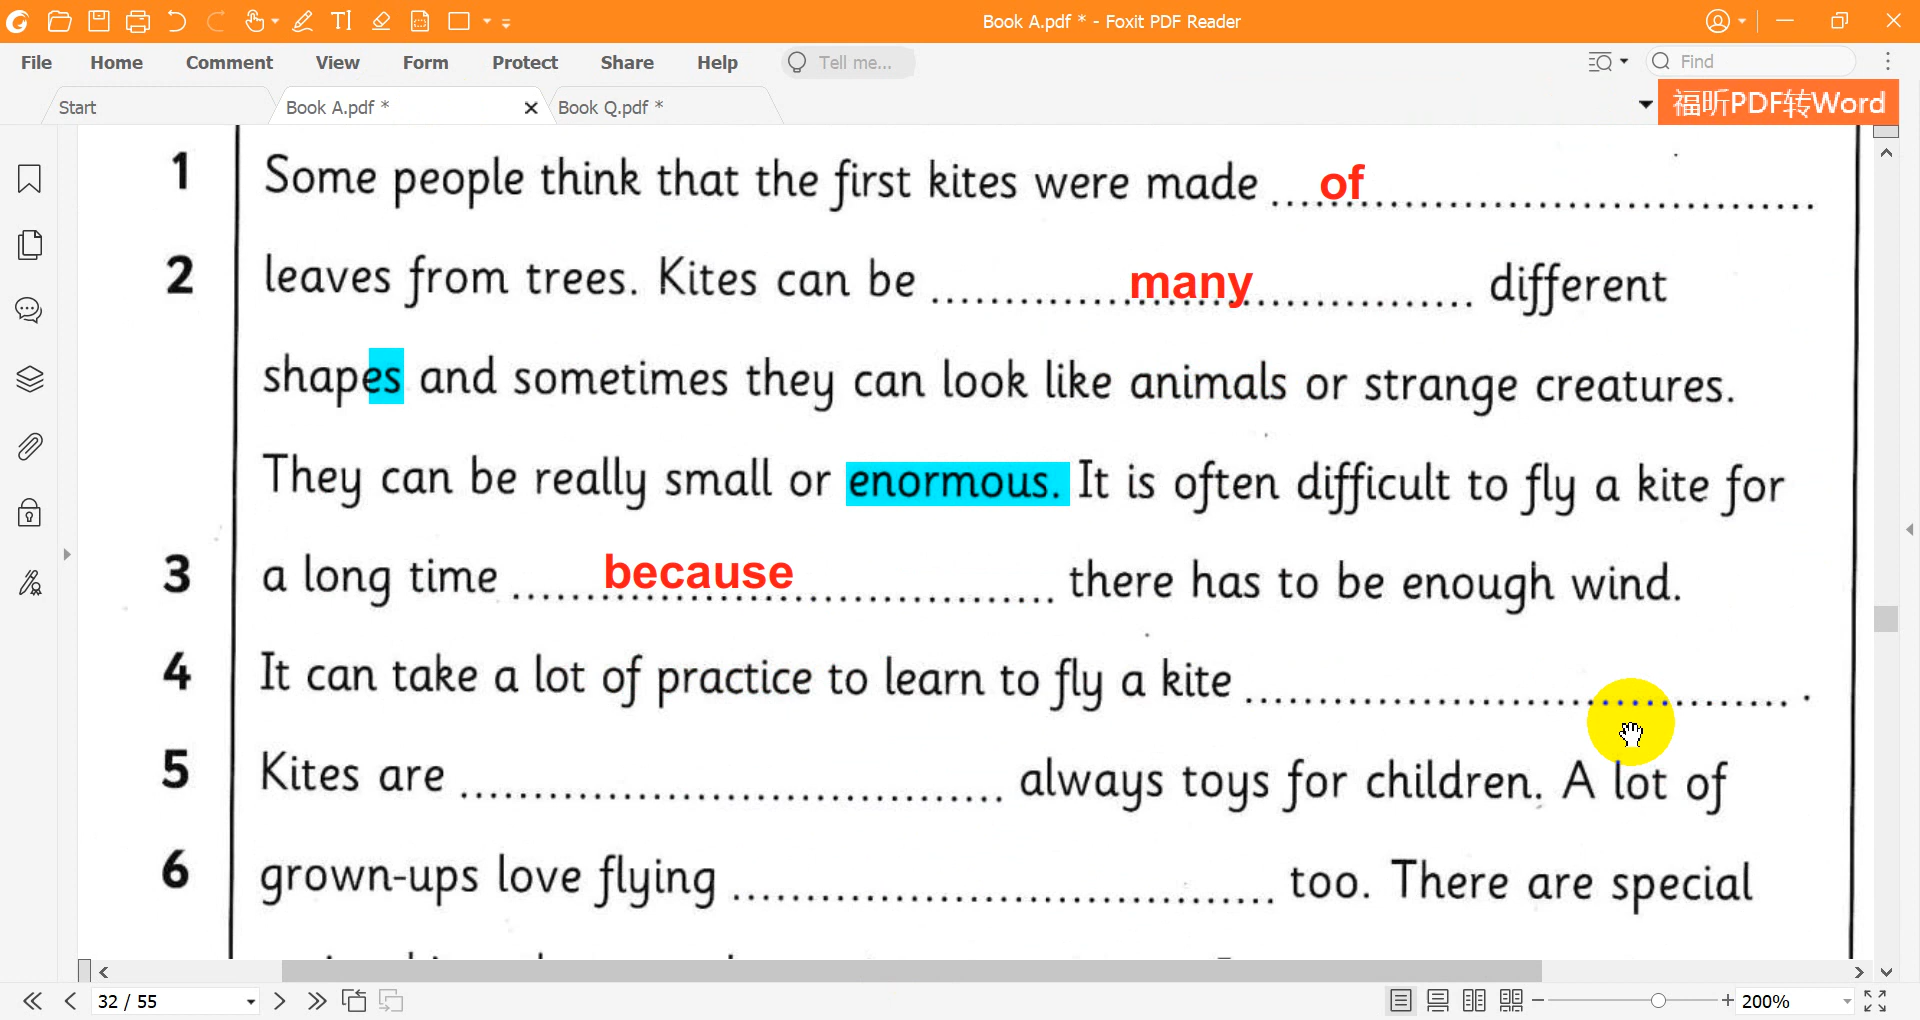 Book A.pdf * - Foxit PDF Reader
File Home Comment View Form Protect Share Help Tell me... Find
Start Book A.pdf * Book Q.pdf * 福昕PDF转Word
1 Some people think that the first kites were made ....of....................................
2 leaves from trees. Kites can be ................many.................. different
shapes and sometimes they can look like animals or strange creatures.
They can be really small or enormous. It is often difficult to fly a kite for
3 a long time ......because.................. there has to be enough wind.
4 It can take a lot of practice to learn to fly a kite .................................... .
5 Kites are .................................... always toys for children. A lot of
6 grown-ups love flying .................................... too. There are special
32 / 55 200%